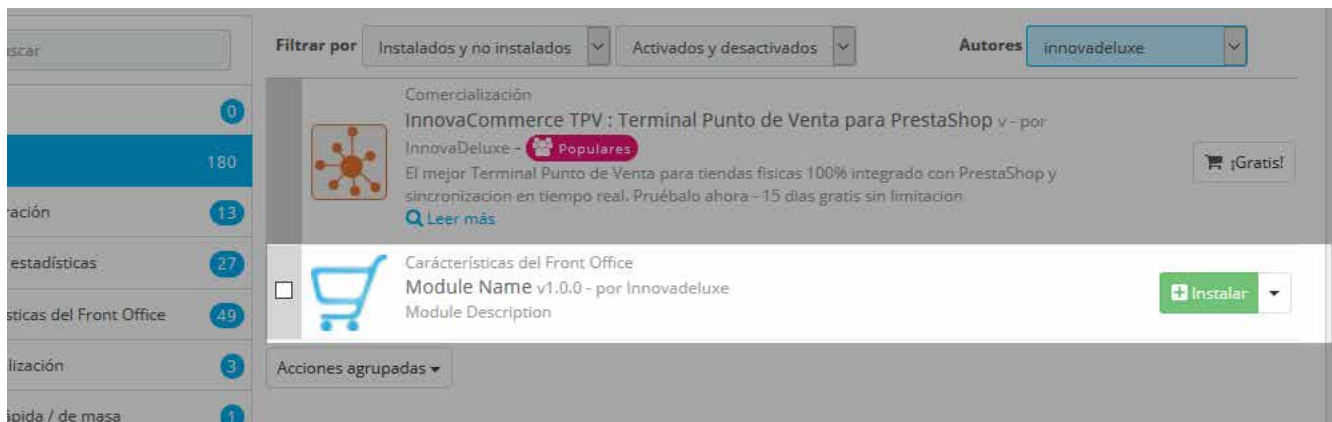 Filtrar por Instalados y no instalados Activados y desactivados Autores innovadeluxe
0
180
ración 13
estadísticas 27
sticas del Front Office 49
lización 3
ápida / de masa 1
Comercialización
InnovaCommerce TPV : Terminal Punto de Venta para PrestaShop v - por
InnovaDeluxe - Populares
El mejor Terminal Punto de Venta para tiendas fisicas 100% integrado con PrestaShop y
sincronizacion en tiempo real. Pruébalo ahora - 15 dias gratis sin limitacion
Leer más
¡Gratis!
Carácterísticas del Front Office
Module Name v1.0.0 - por Innovadeluxe
Module Description
Instalar
Acciones agrupadas